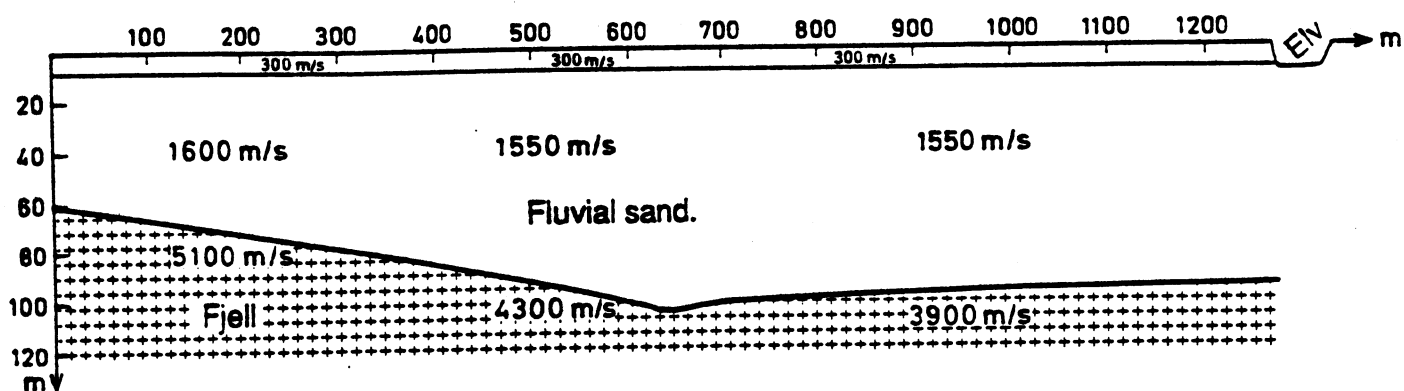 100 200 300 400 500 600 700 800 900 1000 1100 1200 Elv m
300 m/s 300 m/s 300 m/s
20
40
60
80
100
120
m
1600 m/s 1550 m/s 1550 m/s
Fluvial sand.
5100 m/s
Fjell 4300 m/s 3900 m/s